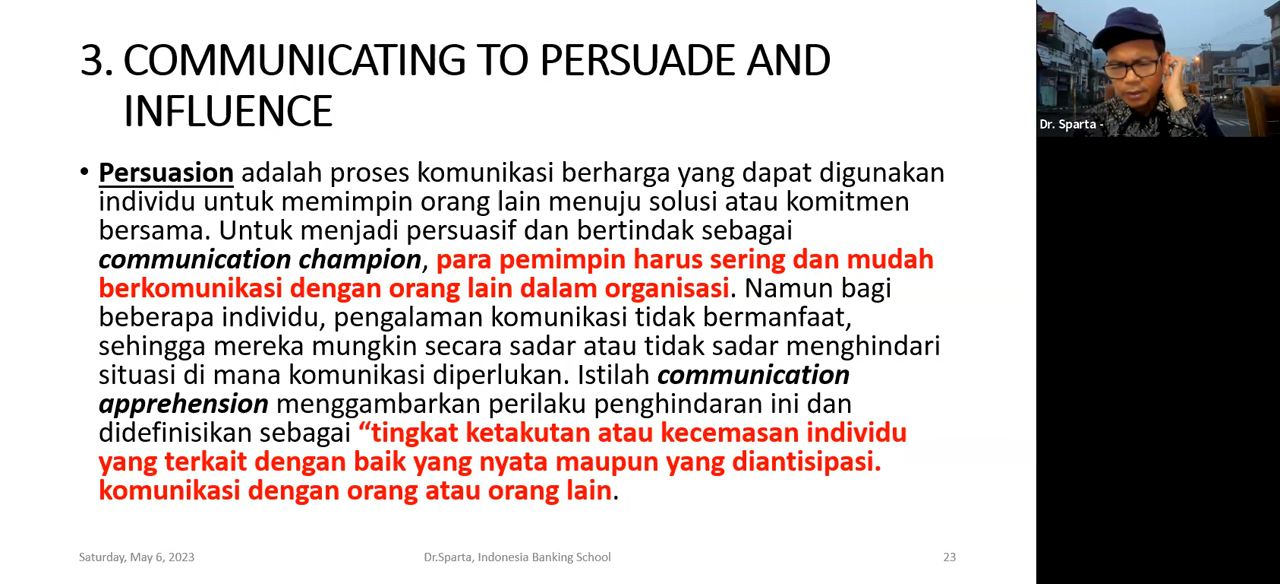 3. COMMUNICATING TO PERSUADE AND
INFLUENCE
• Persuasion adalah proses komunikasi berharga yang dapat digunakan
individu untuk memimpin orang lain menuju solusi atau komitmen
bersama. Untuk menjadi persuasif dan bertindak sebagai
communication champion, para pemimpin harus sering dan mudah
berkomunikasi dengan orang lain dalam organisasi. Namun bagi
beberapa individu, pengalaman komunikasi tidak bermanfaat,
sehingga mereka mungkin secara sadar atau tidak sadar menghindari
situasi di mana komunikasi diperlukan. Istilah communication
apprehension menggambarkan perilaku penghindaran ini dan
didefinisikan sebagai “tingkat ketakutan atau kecemasan individu
yang terkait dengan baik yang nyata maupun yang diantisipasi.
komunikasi dengan orang atau orang lain.
Saturday, May 6, 2023
Dr.Sparta, Indonesia Banking School
23
Dr. Sparta -